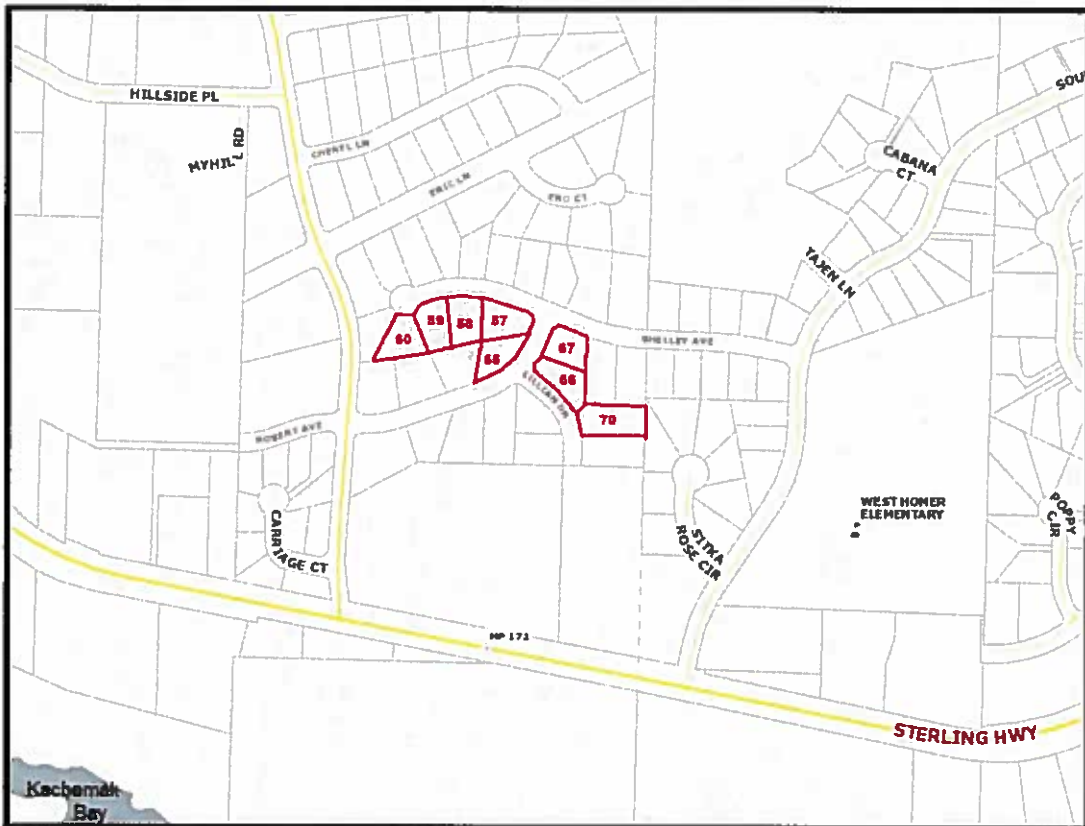 HILLSIDE PL
SOU
CHERYL LN
MYHILL RD
CABANA
CT
ERIC LN
ERIC CT
TAJEN LN
59
58
57
60
67
SHELLEY AVE
66
LILLIAN DR
70
ROBERT AVE
WEST HOMER
ELEMENTARY
POPPY
CIR
CARRIAGE CT
SITKA
ROSE CIR
MP 171
STERLING HWY
Kachemak
Bay